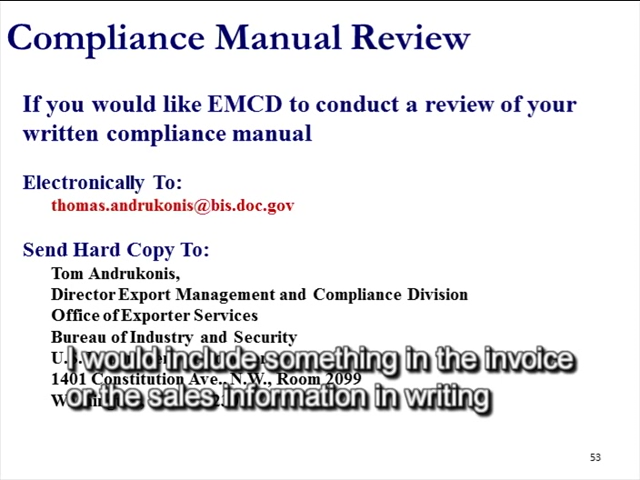 Compliance Manual Review
If you would like EMCD to conduct a review of your
written compliance manual
Electronically To:
thomas.andrukonis@bis.doc.gov
Send Hard Copy To:
Tom Andrukonis,
Director Export Management and Compliance Division
Office of Exporter Services
Bureau of Industry and Security
I would include something in the invoice
1401 Constitution Ave., N.W., Room 2099
or the sales information in writing
53